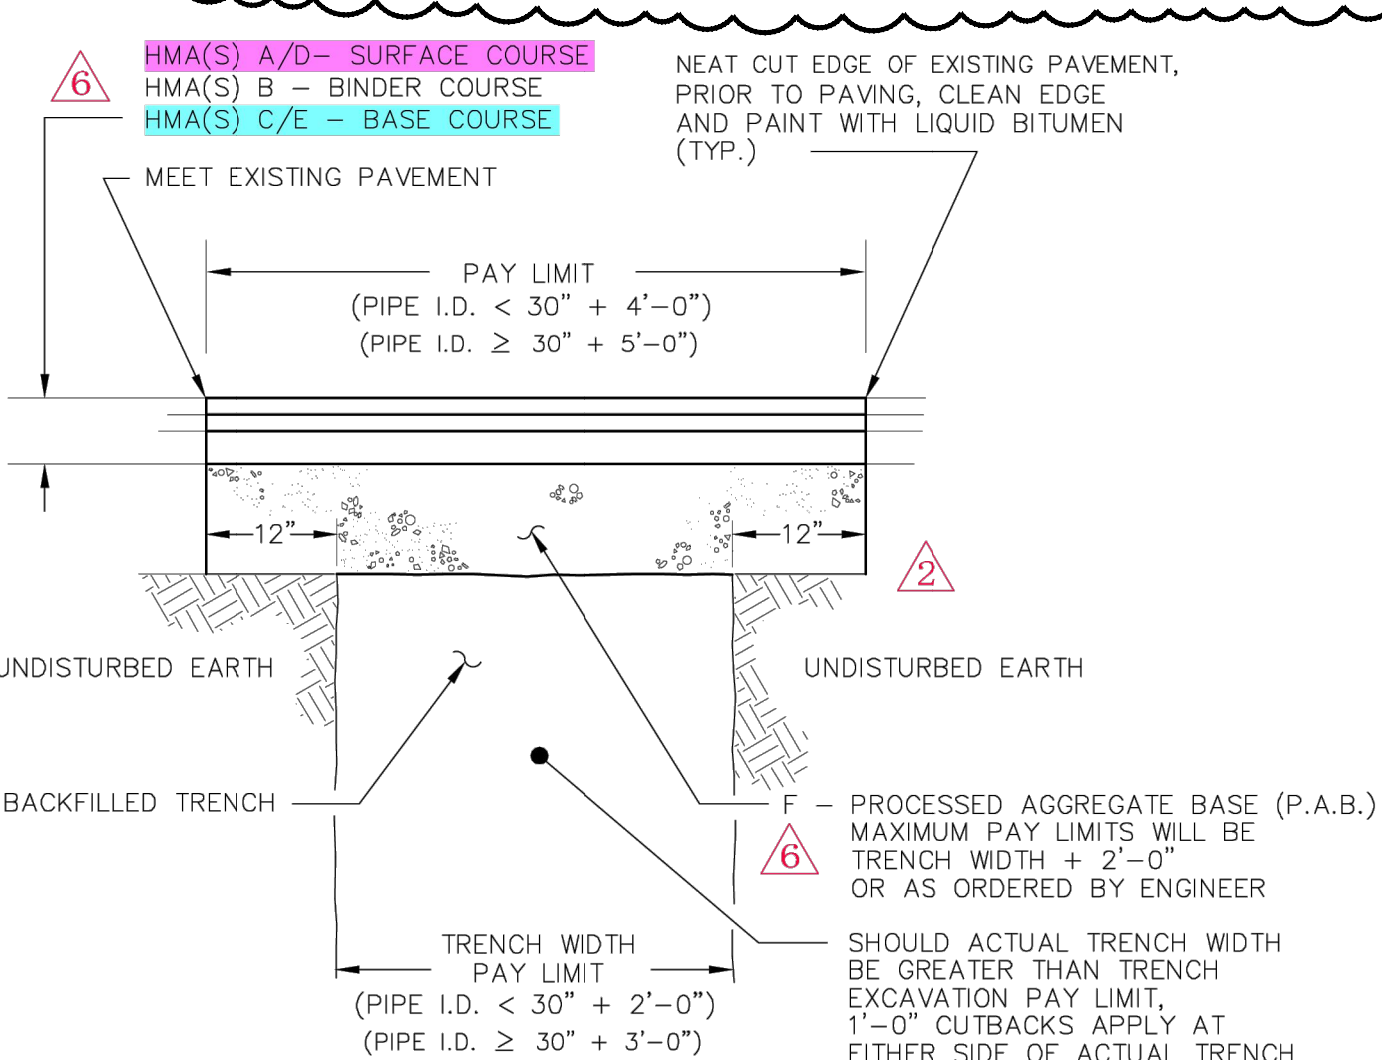 6
HMA(S) A/D- SURFACE COURSE
HMA(S) B - BINDER COURSE
HMA(S) C/E - BASE COURSE
MEET EXISTING PAVEMENT
NEAT CUT EDGE OF EXISTING PAVEMENT,
PRIOR TO PAVING, CLEAN EDGE
AND PAINT WITH LIQUID BITUMEN
(TYP.)
PAY LIMIT
(PIPE I.D. < 30" + 4'-0")
(PIPE I.D. ≥ 30" + 5'-0")
12"
12"
2
UNDISTURBED EARTH
UNDISTURBED EARTH
BACKFILLED TRENCH
F - PROCESSED AGGREGATE BASE (P.A.B.)
MAXIMUM PAY LIMITS WILL BE
TRENCH WIDTH + 2'-0"
OR AS ORDERED BY ENGINEER
6
TRENCH WIDTH
PAY LIMIT
(PIPE I.D. < 30" + 2'-0")
(PIPE I.D. ≥ 30" + 3'-0")
SHOULD ACTUAL TRENCH WIDTH
BE GREATER THAN TRENCH
EXCAVATION PAY LIMIT,
1'-0" CUTBACKS APPLY AT
EITHER SIDE OF ACTUAL TRENCH